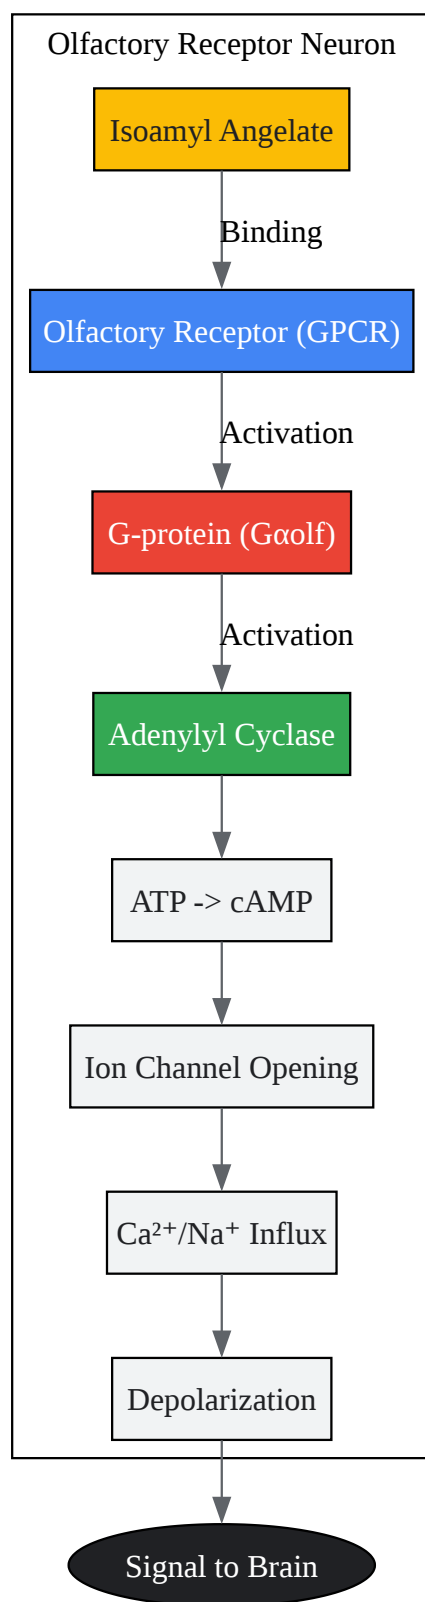 Olfactory Receptor Neuron
Isoamyl Angelate
Binding
Olfactory Receptor (GPCR)
Activation
G-protein (Gαolf)
Activation
Adenylyl Cyclase
ATP -> cAMP
Ion Channel Opening
Ca²⁺/Na⁺ Influx
Depolarization
Signal to Brain